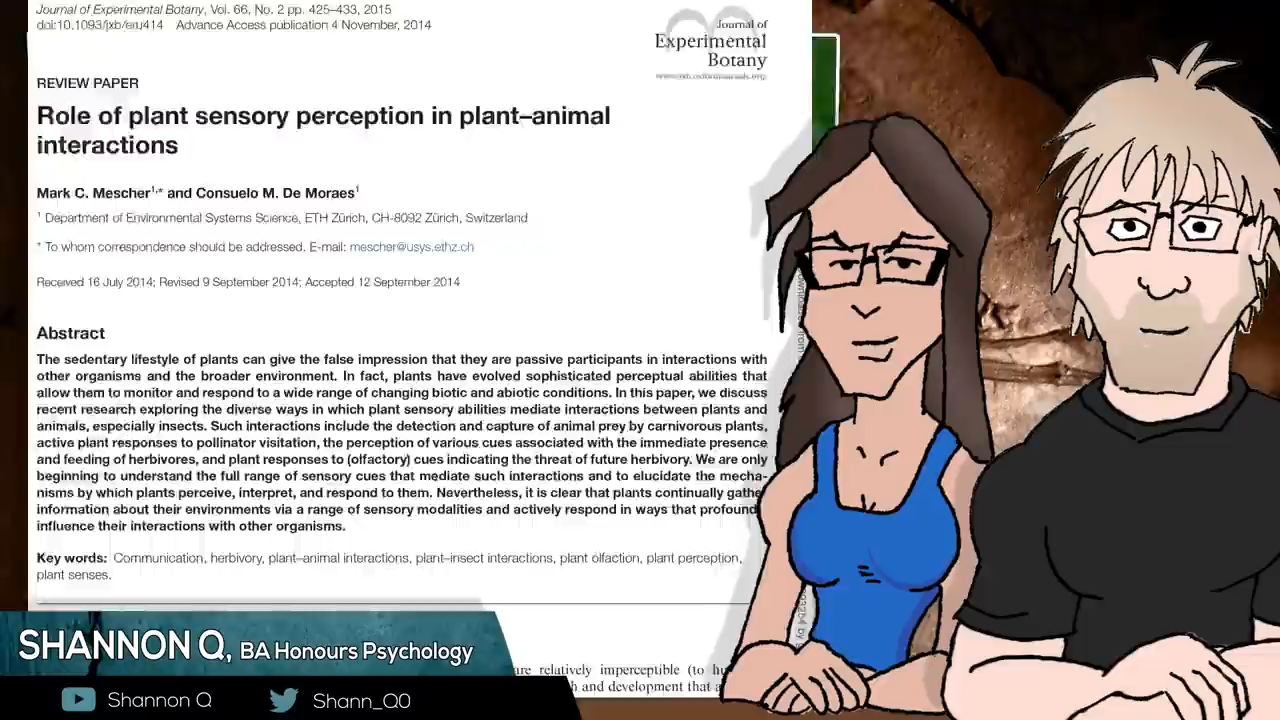 Journal of Experimental Botany, Vol. 66, No. 2 pp. 425–433, 2015
doi:10.1093/jxb/eru414 Advance Access publication 4 November, 2014
Journal of
Experimental
Botany
www.jxb.oxfordjournals.org
REVIEW PAPER
Role of plant sensory perception in plant–animal
interactions
Mark C. Mescher1,* and Consuelo M. De Moraes1
1 Department of Environmental Systems Science, ETH Zürich, CH-8092 Zürich, Switzerland
* To whom correspondence should be addressed. E-mail: mescher@usys.ethz.ch
Received 16 July 2014; Revised 9 September 2014; Accepted 12 September 2014
Abstract
The sedentary lifestyle of plants can give the false impression that they are passive participants in interactions with
other organisms and the broader environment. In fact, plants have evolved sophisticated perceptual abilities that
allow them to monitor and respond to a wide range of changing biotic and abiotic conditions. In this paper, we discuss
recent research exploring the diverse ways in which plant sensory abilities mediate interactions between plants and
animals, especially insects. Such interactions include the detection and capture of animal prey by carnivorous plants,
active plant responses to pollinator visitation, the perception of various cues associated with the immediate presence
and feeding of herbivores, and plant responses to (olfactory) cues indicating the threat of future herbivory. We are only
beginning to understand the full range of sensory cues that mediate such interactions and to elucidate the mecha-
nisms by which plants perceive, interpret, and respond to them. Nevertheless, it is clear that plants continually gathe
information about their environments via a range of sensory modalities and actively respond in ways that profound
influence their interactions with other organisms.
Key words: Communication, herbivory, plant–animal interactions, plant–insect interactions, plant olfaction, plant perception,
plant senses.
are relatively imperceptible (to hu
h and development that a
SHANNON Q, BA Honours Psychology
Shannon Q
Shann_Q0